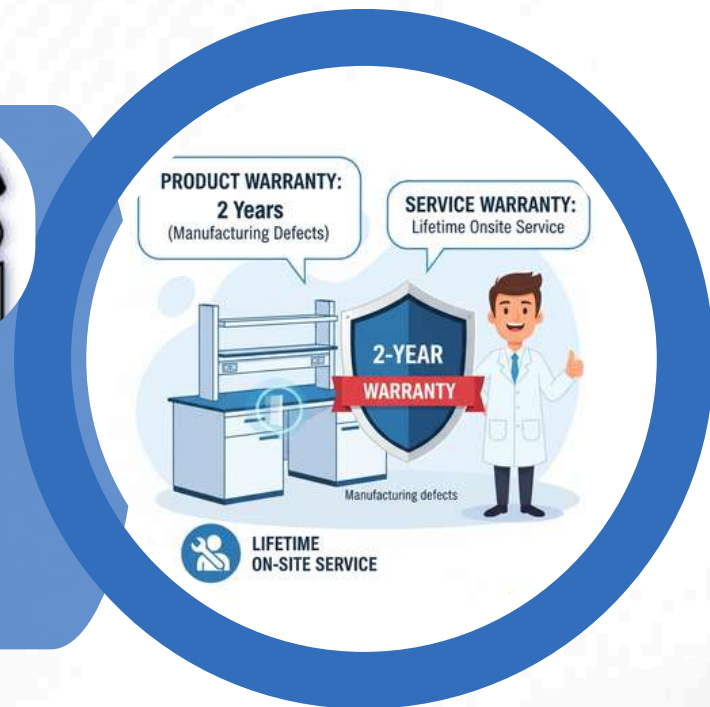 PRODUCT WARRANTY:
2 Years
(Manufacturing Defects)
SERVICE WARRANTY:
Lifetime Onsite Service
2-YEAR
WARRANTY
Manufacturing defects
LIFETIME
ON-SITE SERVICE